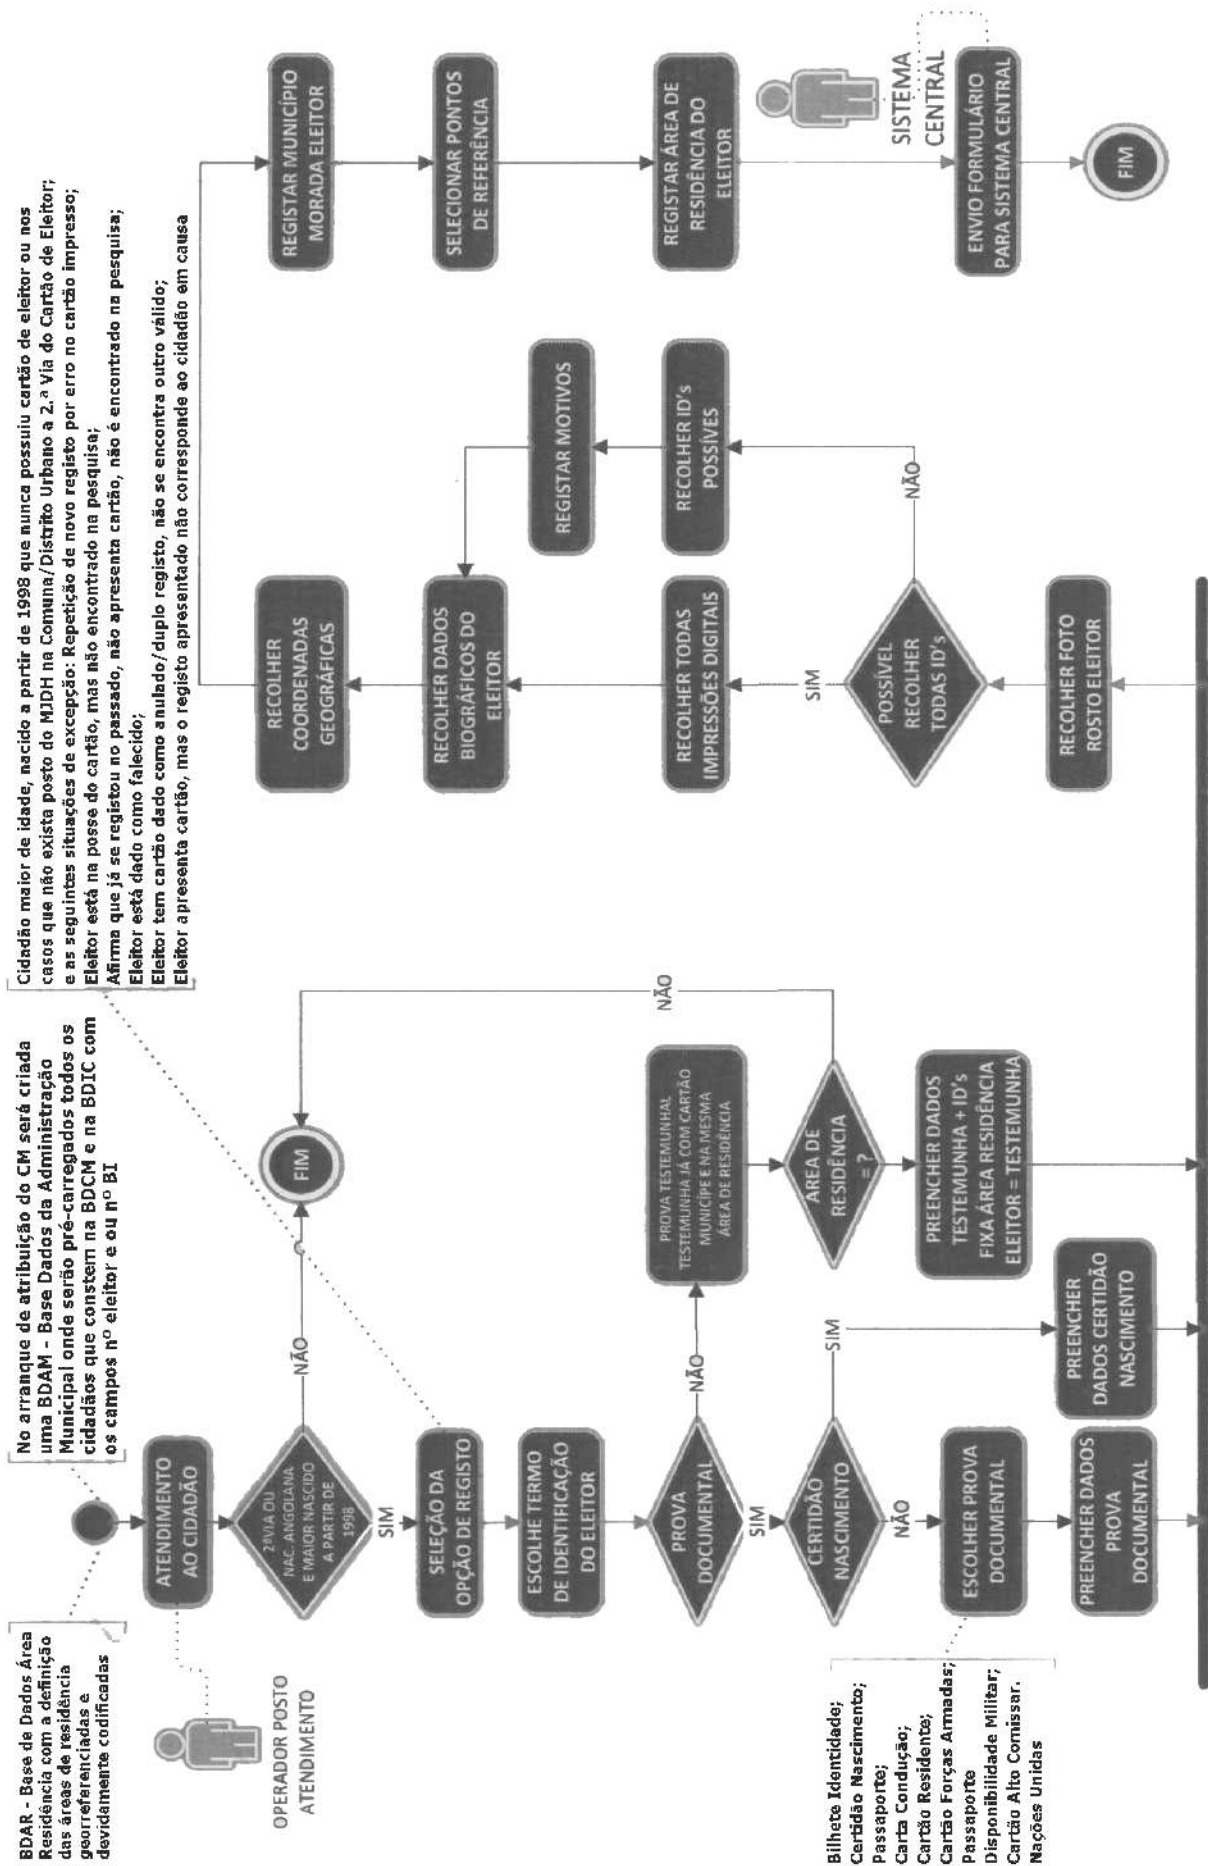 BDAR - Base de Dados Área
Residência com a definição
das áreas de residência
georreferenciadas e
devidamente codificadas
No arranque de atribuição do CM será criada
uma BDAM - Base Dados da Administração
Municipal onde serão pré-carregados todos os
cidadãos que constem na BDCM e na BDIC com
os campos nº eleitor e ou nº BI
Cidadão maior de idade, nacido a partir de 1998 que nunca possuiu cartão de eleitor ou nos
casos que não exista posto do MJDH na Comuna/Distrito Urbano a 2.ª Via do Cartão de Eleitor;
e as seguintes situações de excepção: Repetição de novo registo por erro no cartão impresso;
Eleitor está na posse do cartão, mas não encontrado na pesquisa;
Afirma que já se registou no passado, não apresenta cartão, não é encontrado na pesquisa;
Eleitor está dado como falecido;
Eleitor tem cartão dado como anulado/duplo registo, não se encontra outro válido;
Eleitor apresenta cartão, mas o registo apresentado não corresponde ao cidadão em causa
OPERADOR POSTO
ATENDIMENTO
ATENDIMENTO
AO CIDADÃO
2ª VIA OU
NAC. ANGOLANA
E MAIOR NASCIDO
A PARTIR DE
1998
NÃO
FIM
SIM
SELEÇÃO DA
OPÇÃO DE REGISTO
ESCOLHE TERMO
DE IDENTIFICAÇÃO
DO ELEITOR
PROVA
DOCUMENTAL
NÃO
PROVA TESTEMUNHAL
TESTEMUNHA JÁ COM CARTÃO
MUNICÍPE E NA MESMA
ÁREA DE RESIDÊNCIA
NÃO
SIM
CERTIDÃO
NASCIMENTO
SIM
AREA DE
RESIDÊNCIA
= ?
NÃO
ESCOLHER PROVA
DOCUMENTAL
PREENCHER DADOS
TESTEMUNHA + ID's
FIXA ÁREA RESIDÊNCIA
ELEITOR = TESTEMUNHA
PREENCHER
DADOS CERTIDÃO
NASCIMENTO
PREENCHER DADOS
PROVA
DOCUMENTAL
Bilhete Identidade;
Certidão Nascimento;
Passaporte;
Carta Condução;
Cartão Residente;
Cartão Forças Armadas;
Passaporte
Disponibilidade Militar;
Cartão Alto Comissar.
Nações Unidas
RECOLHER
COORDENADAS
GEOGRÁFICAS
RECOLHER DADOS
BIOGRÁFICOS DO
ELEITOR
REGISTAR MOTIVOS
RECOLHER TODAS
IMPRESSÕES DIGITAIS
RECOLHER ID's
POSSÍVES
SIM
NÃO
POSSÍVEL
RECOLHER
TODAS ID's
RECOLHER FOTO
ROSTO ELEITOR
REGISTAR MUNICÍPIO
MORADA ELEITOR
SELECIONAR PONTOS
DE REFERÊNCIA
REGISTAR ÁREA DE
RESIDÊNCIA DO
ELEITOR
SISTEMA
CENTRAL
ENVIO FORMULÁRIO
PARA SISTEMA CENTRAL
FIM